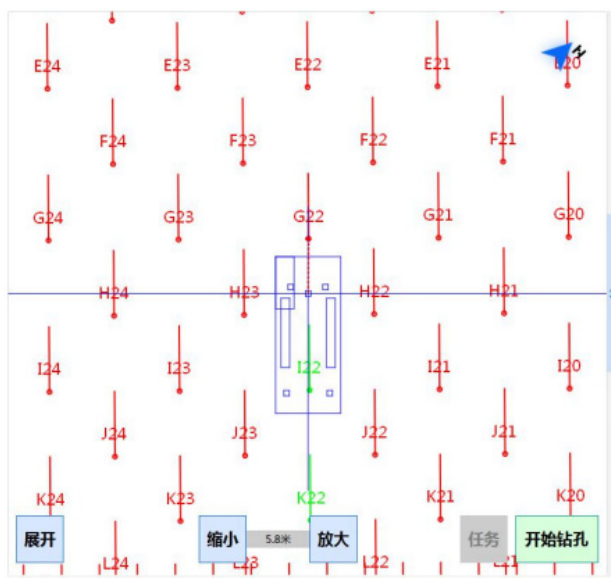 E24 E23 E22 E21 E20
N
F24 F23 F22 F21
G24 G23 G22 G21 G20
H24 H23 H22 H21
I24 I23 I22 I21 I20
J24 J23 J22 J21
K24 K23 K22 K21 K20
展开 缩小 5.8米 放大 任务 开始钻孔
L24 L23 L22 L21